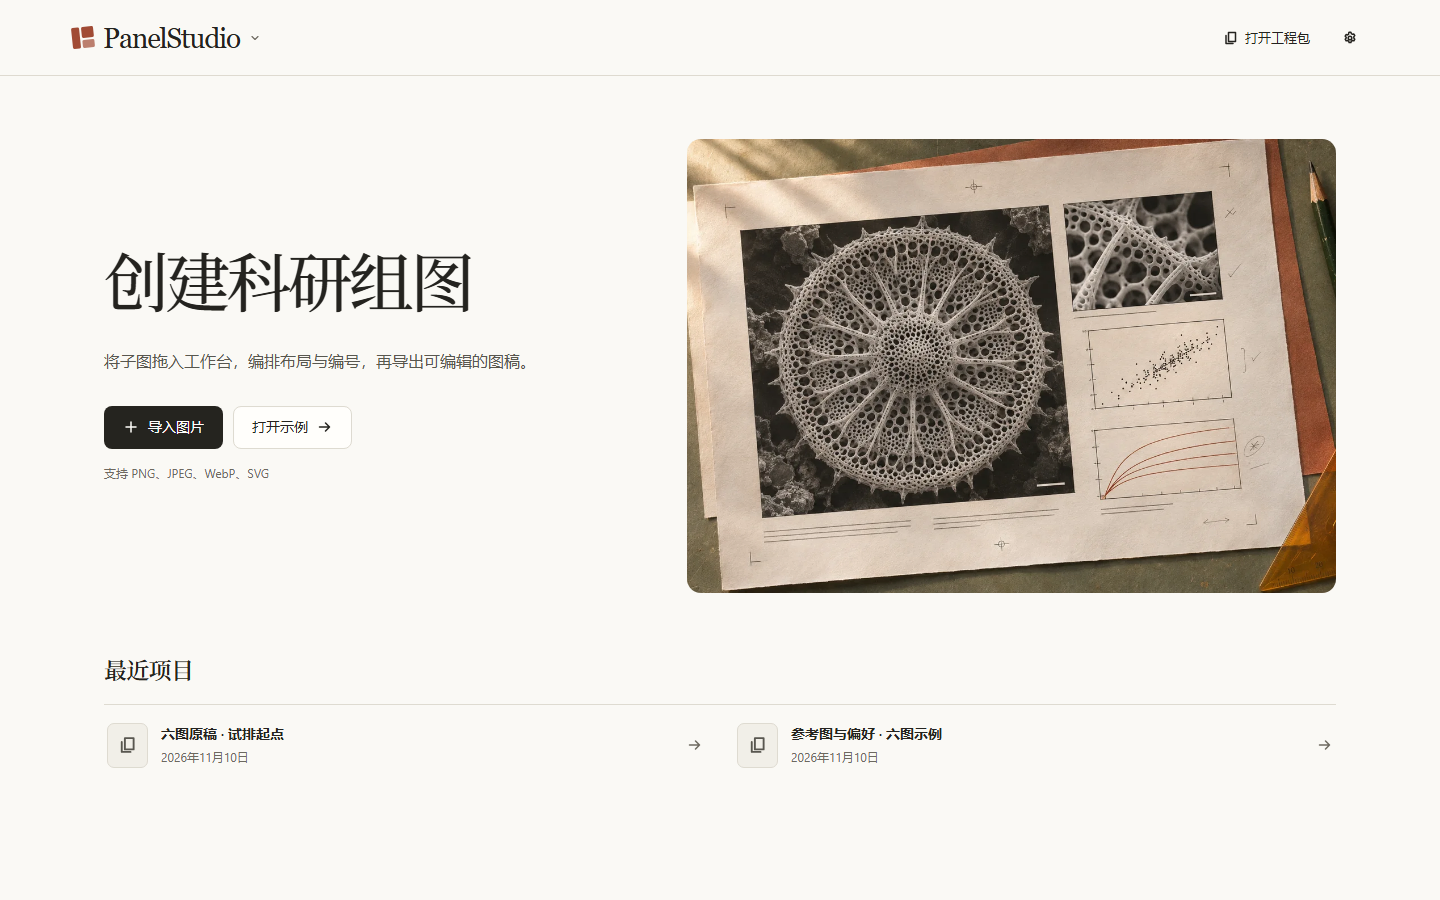 PanelStudio
打开工程包
创建科研组图
将子图拖入工作台，编排布局与编号，再导出可编辑的图稿。
导入图片
打开示例
支持 PNG、JPEG、WebP、SVG
最近项目
六图原稿 · 试排起点
2026年11月10日
参考图与偏好 · 六图示例
2026年11月10日